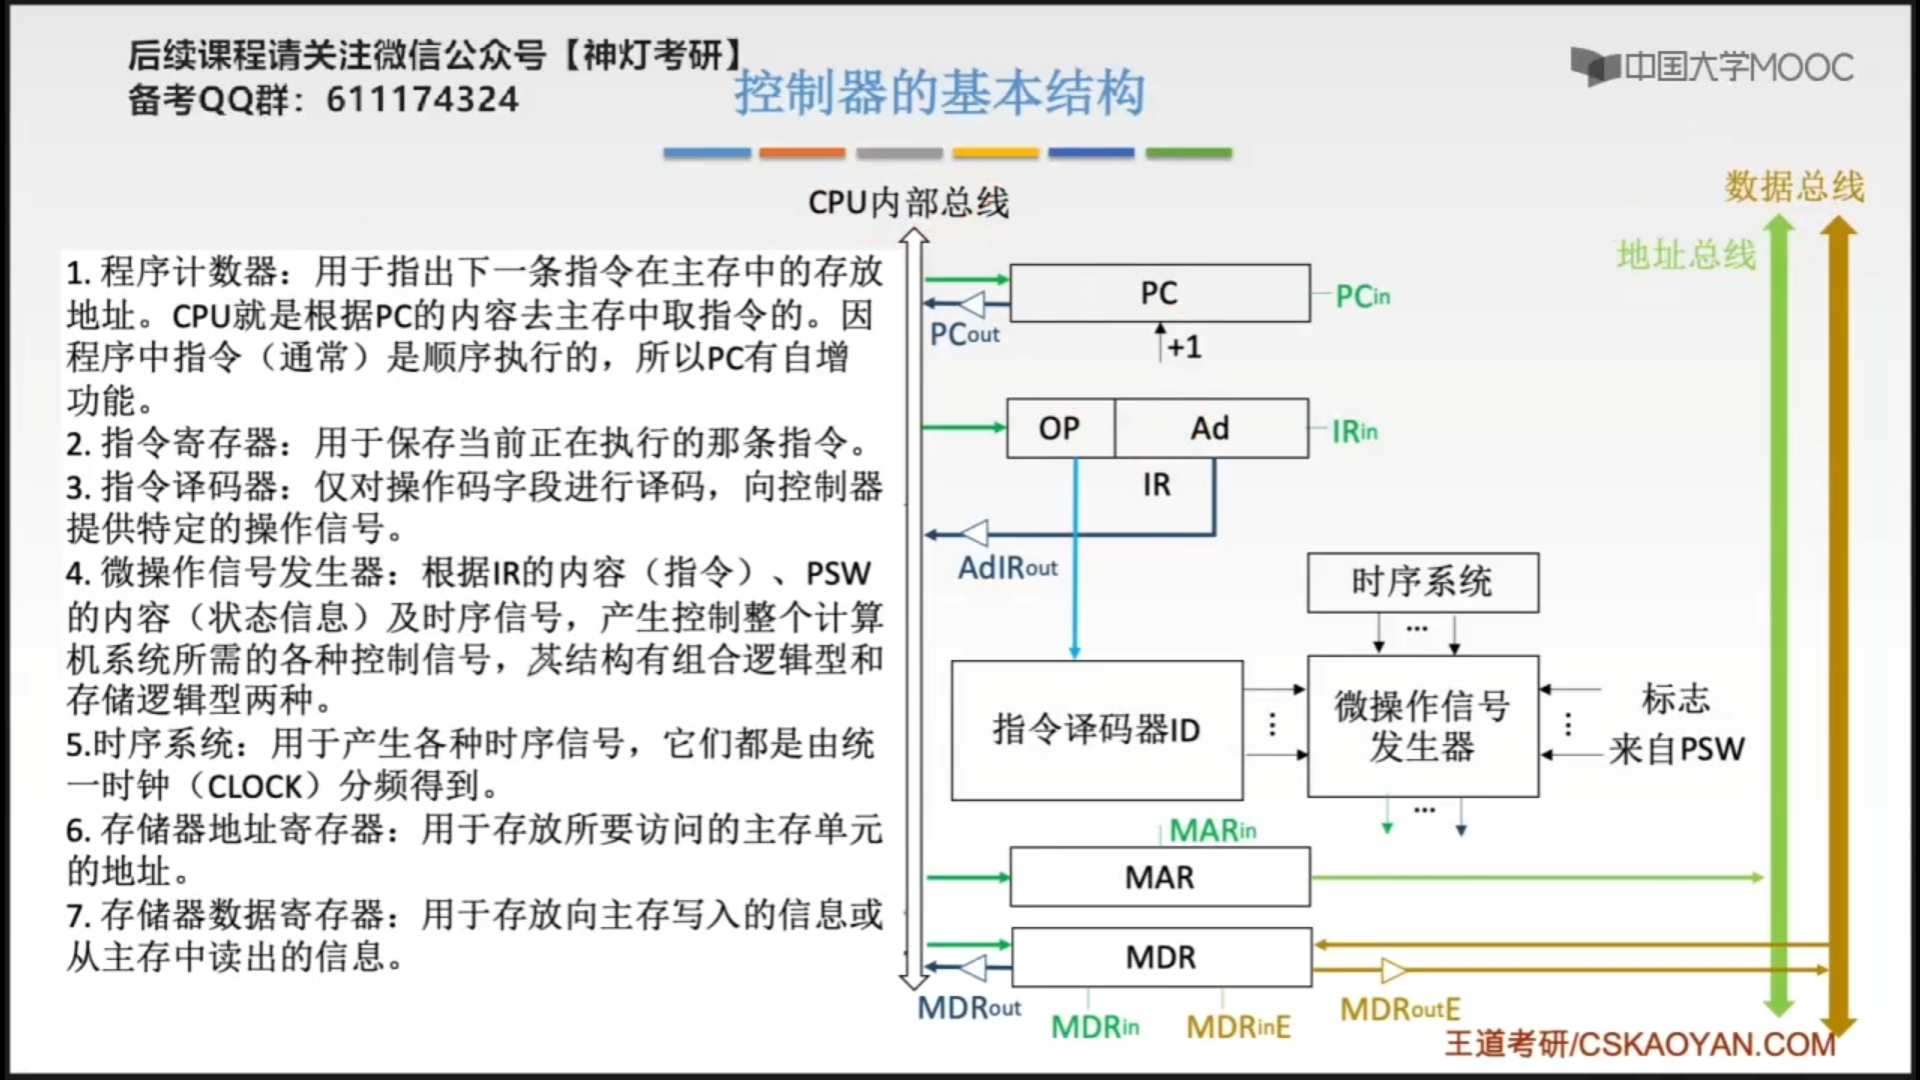 后续课程请关注微信公众号【神灯考研】
备考QQ群：611174324
控制器的基本结构
中国大学MOOC
1. 程序计数器：用于指出下一条指令在主存中的存放
地址。CPU就是根据PC的内容去主存中取指令的。因
程序中指令（通常）是顺序执行的，所以PC有自增
功能。
2. 指令寄存器：用于保存当前正在执行的那条指令。
3. 指令译码器：仅对操作码字段进行译码，向控制器
提供特定的操作信号。
4. 微操作信号发生器：根据IR的内容（指令）、PSW
的内容（状态信息）及时序信号，产生控制整个计算
机系统所需的各种控制信号，其结构有组合逻辑型和
存储逻辑型两种。
5.时序系统：用于产生各种时序信号，它们都是由统
一时钟（CLOCK）分频得到。
6. 存储器地址寄存器：用于存放所要访问的主存单元
的地址。
7. 存储器数据寄存器：用于存放向主存写入的信息或
从主存中读出的信息。
CPU内部总线
数据总线
地址总线
PC
PCin
PCout
+1
OP
Ad
IRin
IR
AdIRout
时序系统
...
指令译码器ID
...
微操作信号
发生器
...
标志
来自PSW
...
MARin
MAR
MDR
MDRout
MDRin
MDRinE
MDRoutE
王道考研/CSKAOYAN.COM